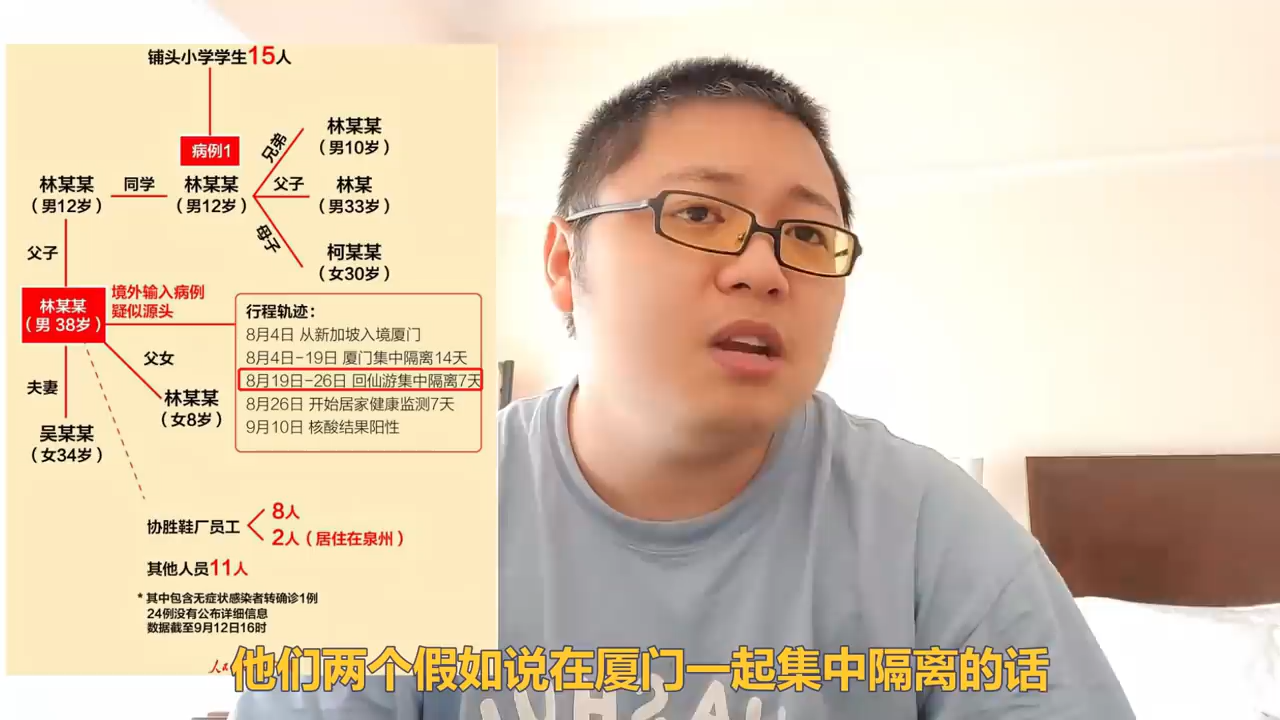 铺头小学学生15人
病例1
林某某
（男10岁）
兄弟
林某某
（男12岁）
同学
林某某
（男12岁）
父子
林某
（男33岁）
母子
柯某某
（女30岁）
父子
林某某
（男 38岁）
境外输入病例
疑似源头
行程轨迹：
8月4日 从新加坡入境厦门
8月4日-19日 厦门集中隔离14天
8月19日-26日 回仙游集中隔离7天
8月26日 开始居家健康监测7天
9月10日 核酸结果阳性
父女
林某某
（女8岁）
夫妻
吴某某
（女34岁）
协胜鞋厂员工
8人
2人（居住在泉州）
其他人员11人
* 其中包含无症状感染者转确诊1例
24例没有公布详细信息
数据截至9月12日16时
他们两个假如说在厦门一起集中隔离的话